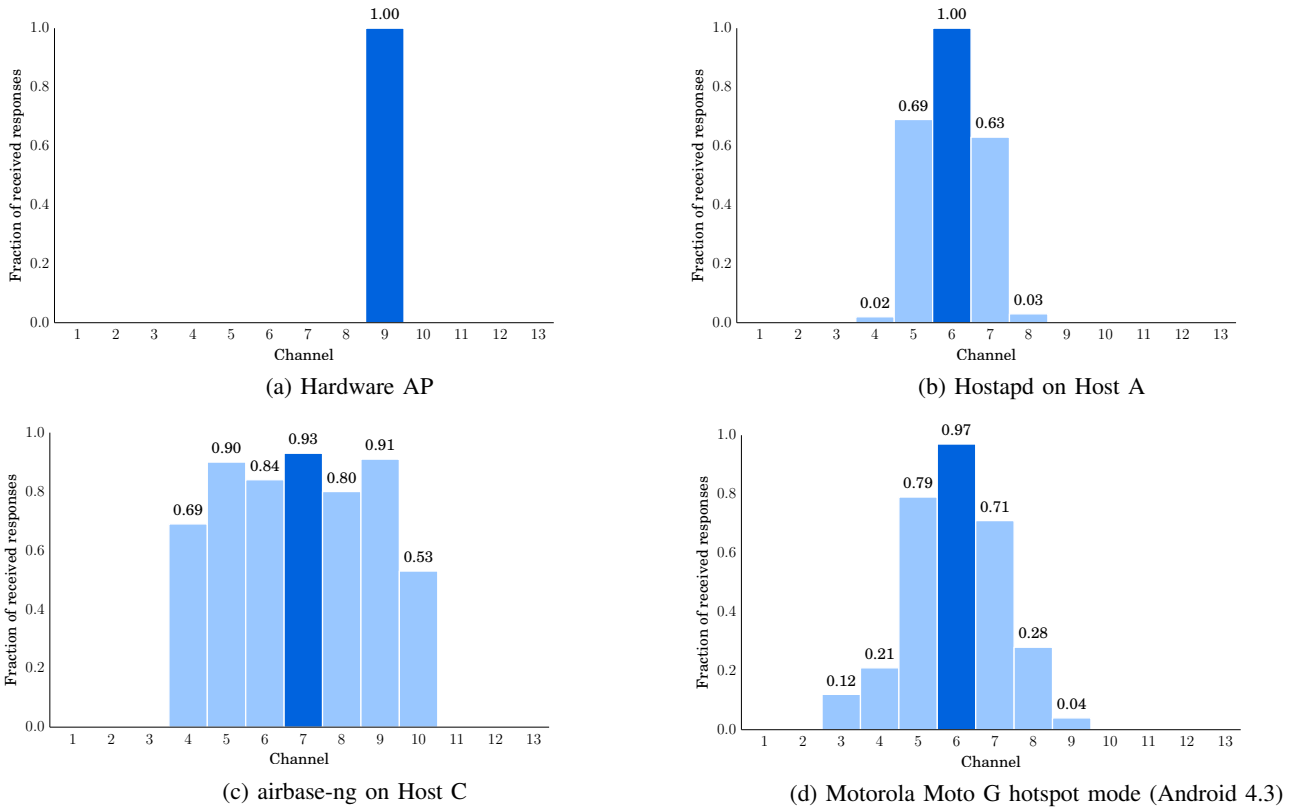 1.00
1.0
0.8
0.6
0.4
0.2
0.0
Fraction of received responses
1 2 3 4 5 6 7 8 9 10 11 12 13
Channel
(a) Hardware AP
1.00
1.0
0.8
0.69
0.63
0.6
0.4
0.2
0.02
0.03
0.0
Fraction of received responses
1 2 3 4 5 6 7 8 9 10 11 12 13
Channel
(b) Hostapd on Host A
1.0
0.90
0.93
0.91
0.84
0.80
0.8
0.69
0.6
0.53
0.4
0.2
0.0
Fraction of received responses
1 2 3 4 5 6 7 8 9 10 11 12 13
Channel
(c) airbase-ng on Host C
1.0
0.97
0.8
0.79
0.71
0.6
0.4
0.28
0.21
0.2
0.12
0.04
0.0
Fraction of received responses
1 2 3 4 5 6 7 8 9 10 11 12 13
Channel
(d) Motorola Moto G hotspot mode (Android 4.3)